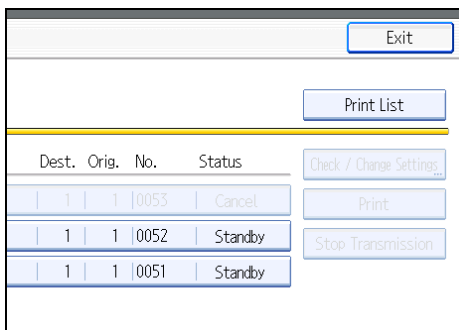 Exit
Print List
Dest. Orig. No. Status
Check / Change Settings...
1 1 0053 Cancel
Print
1 1 0052 Standby
Stop Transmission
1 1 0051 Standby